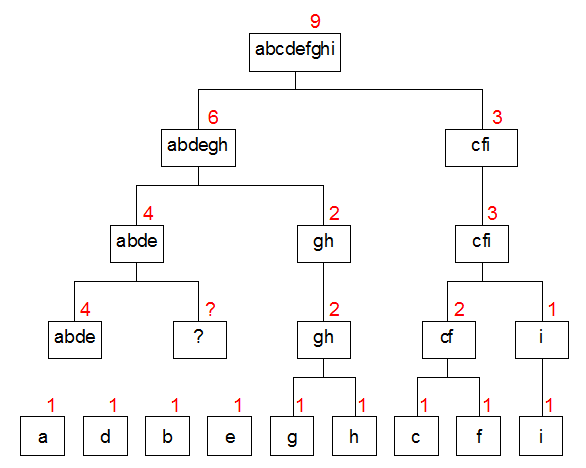 9
abcdefghi
6 3
abdegh cfi
4 2 3
abde gh cfi
4 ? 2 2 1
abde ? gh cf i
1 1 1 1 1 1 1 1 1
a d b e g h c f i